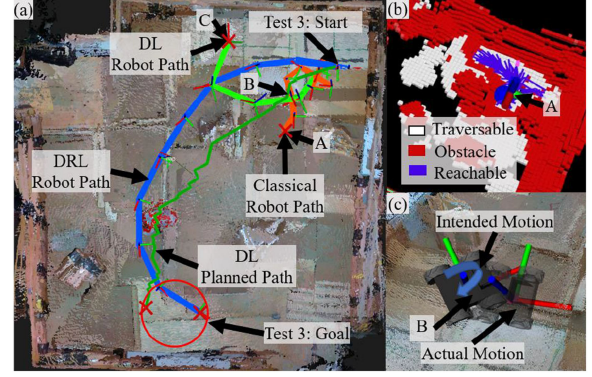 (a)
C
Test 3: Start
DL
Robot Path
B
A
DRL
Robot Path
Classical
Robot Path
DL
Planned Path
Test 3: Goal
(b)
A
Traversable
Obstacle
Reachable
(c)
Intended Motion
B
Actual Motion